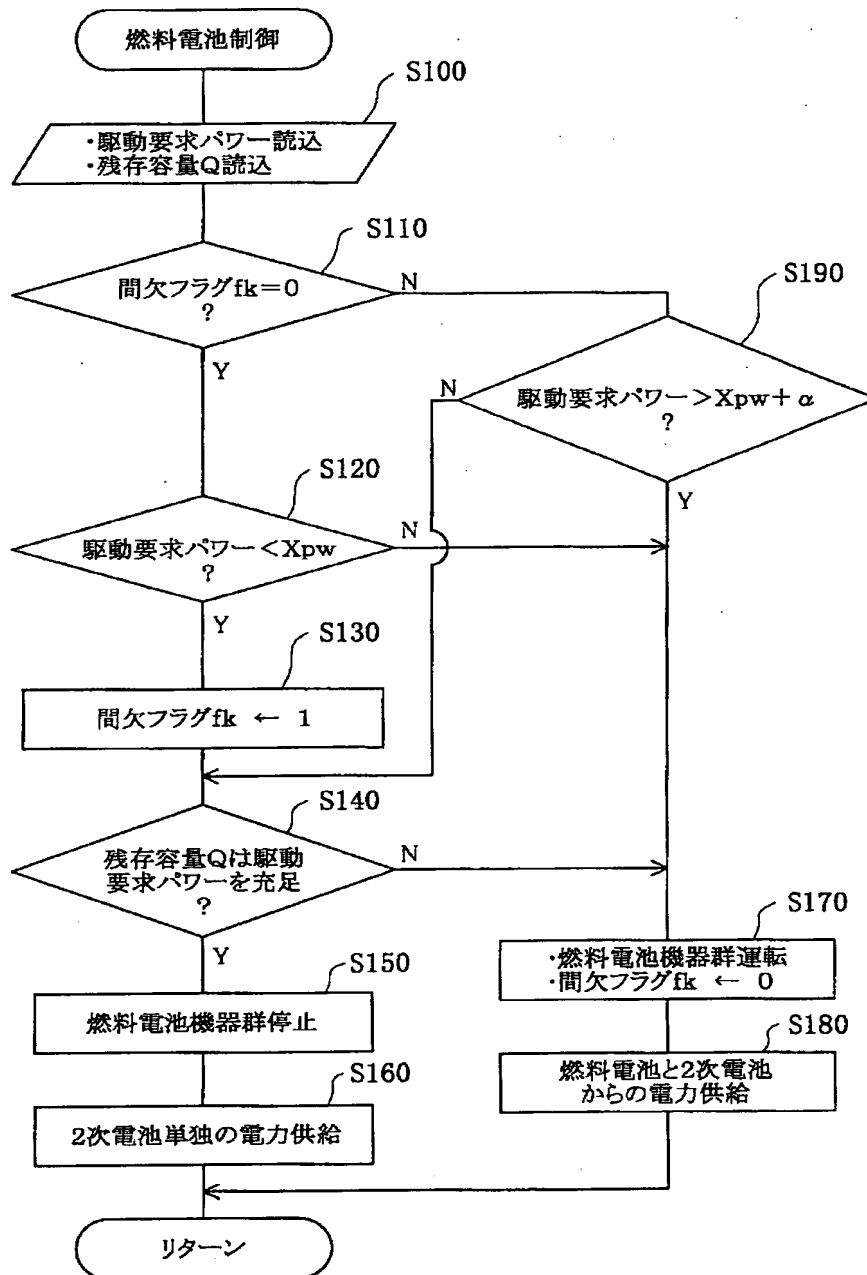 燃料電池制御
S100
・駆動要求パワー読込
・残存容量Q読込
S110
間欠フラグfk=0
?
N
Y
S190
駆動要求パワー>Xpw+α
?
N
Y
S120
駆動要求パワー<Xpw
?
N
Y
S130
間欠フラグfk ← 1
S140
残存容量Qは駆動
要求パワーを充足
?
N
Y
S150
燃料電池機器群停止
S160
2次電池単独の電力供給
S170
・燃料電池機器群運転
・間欠フラグfk ← 0
S180
燃料電池と2次電池
からの電力供給
リターン